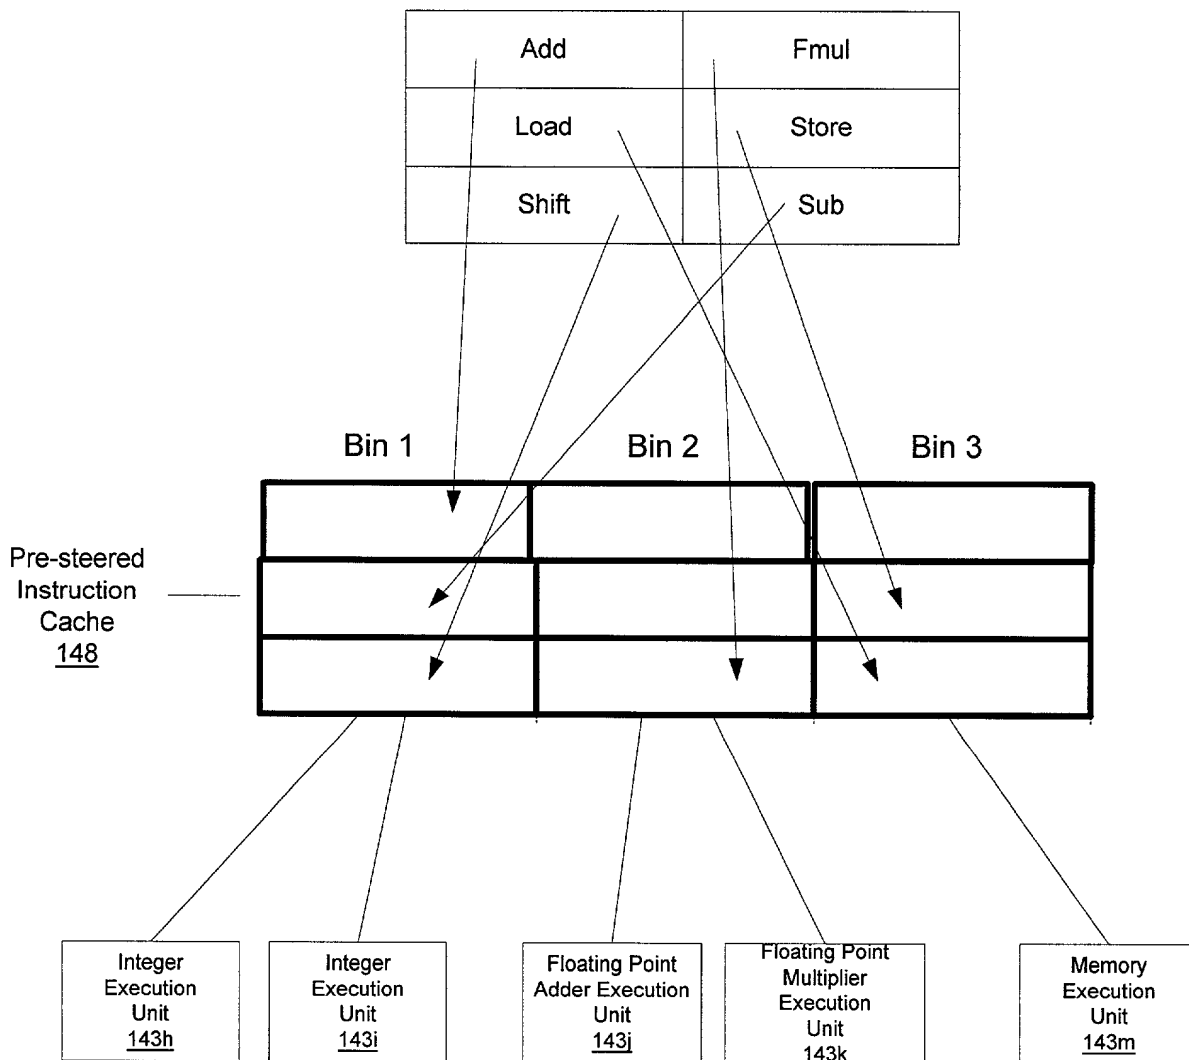 Add
Fmul
Load
Store
Shift
Sub
Bin 1
Bin 2
Bin 3
Pre-steered
Instruction
Cache
148
Integer
Execution
Unit
143h
Integer
Execution
Unit
143i
Floating Point
Adder Execution
Unit
143j
Floating Point
Multiplier
Execution
Unit
143k
Memory
Execution
Unit
143m